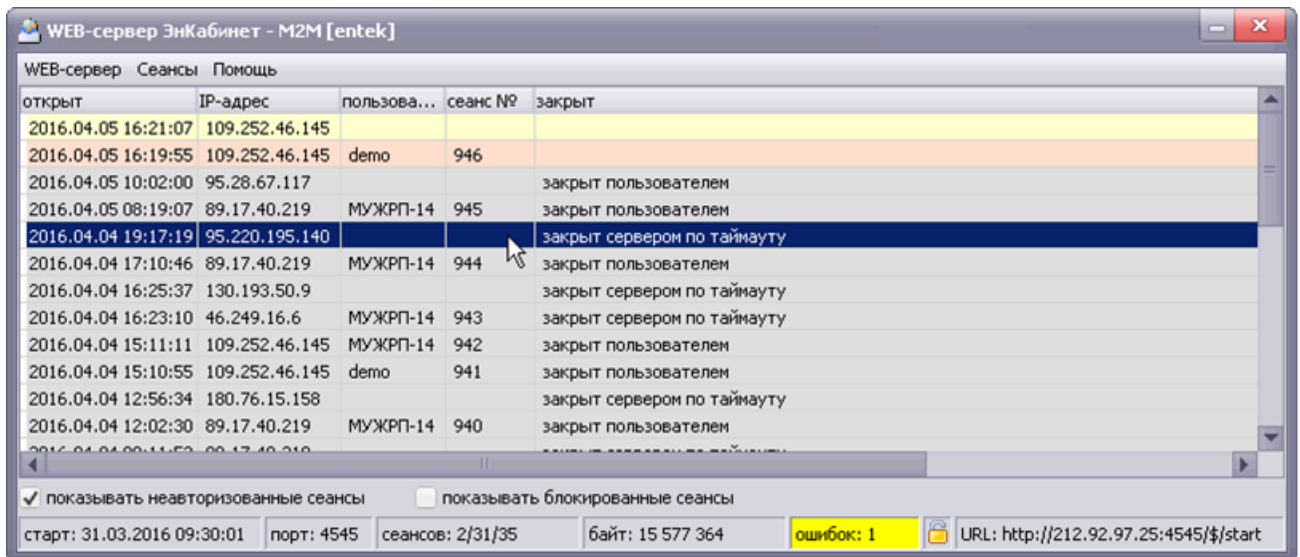 WEB-сервер ЭнКабинет - M2M [entek]
WEB-сервер Сеансы Помощь
открыт IP-адрес пользова... сеанс № закрыт
2016.04.05 16:21:07 109.252.46.145
2016.04.05 16:19:55 109.252.46.145 demo 946
2016.04.05 10:02:00 95.28.67.117 закрыт пользователем
2016.04.05 08:19:07 89.17.40.219 МУЖРП-14 945 закрыт пользователем
2016.04.04 19:17:19 95.220.195.140 закрыт сервером по таймауту
2016.04.04 17:10:46 89.17.40.219 МУЖРП-14 944 закрыт пользователем
2016.04.04 16:25:37 130.193.50.9 закрыт сервером по таймауту
2016.04.04 16:23:10 46.249.16.6 МУЖРП-14 943 закрыт сервером по таймауту
2016.04.04 15:11:11 109.252.46.145 МУЖРП-14 942 закрыт пользователем
2016.04.04 15:10:55 109.252.46.145 demo 941 закрыт пользователем
2016.04.04 12:56:34 180.76.15.158 закрыт сервером по таймауту
2016.04.04 12:02:30 89.17.40.219 МУЖРП-14 940 закрыт пользователем
показывать неавторизованные сеансы показывать блокированные сеансы
старт: 31.03.2016 09:30:01 порт: 4545 сеансов: 2/31/35 байт: 15 577 364 ошибок: 1 URL: http://212.92.97.25:4545/$/start